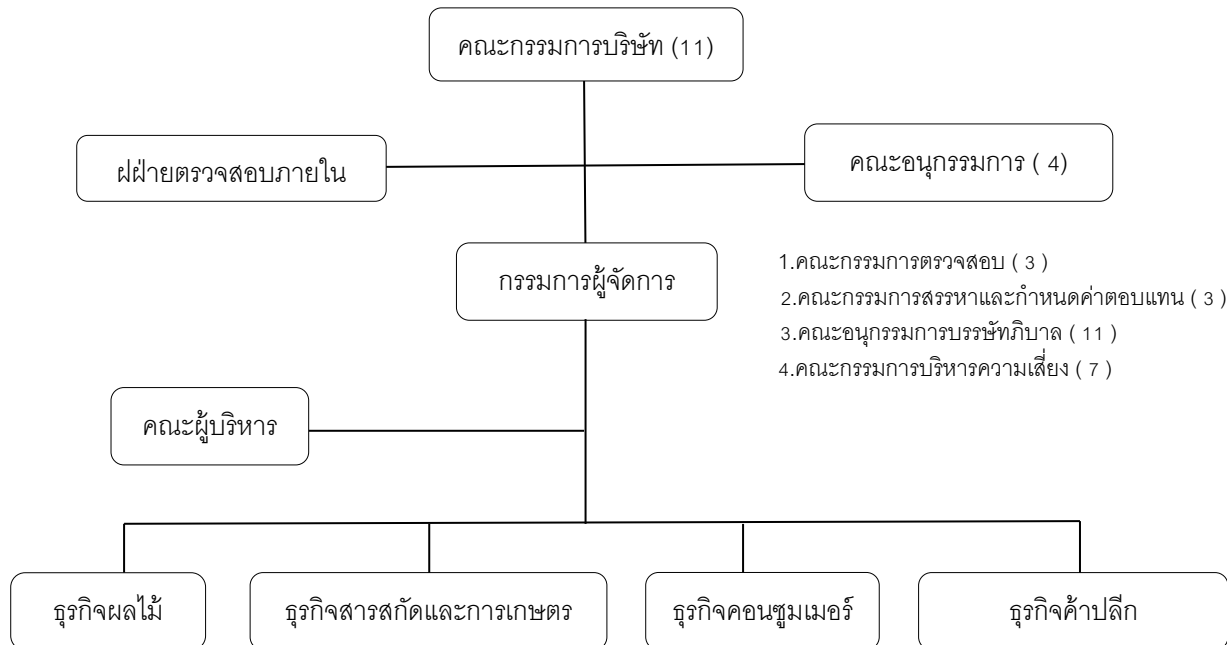 คณะกรรมการบริษัท (11)
ฝฝ่ายตรวจสอบภายใน
คณะอนุกรรมการ ( 4)
กรรมการผู้จัดการ
1.คณะกรรมการตรวจสอบ ( 3 )
2.คณะกรรมการสรรหาและกำหนดค่าตอบแทน ( 3 )
3.คณะอนุกรรมการบรรษัทภิบาล ( 11 )
4.คณะกรรมการบริหารความเสี่ยง ( 7 )
คณะผู้บริหาร
ธุรกิจผลไม้
ธุรกิจสารสกัดและการเกษตร
ธุรกิจคอนซูมเมอร์
ธุรกิจค้าปลีก